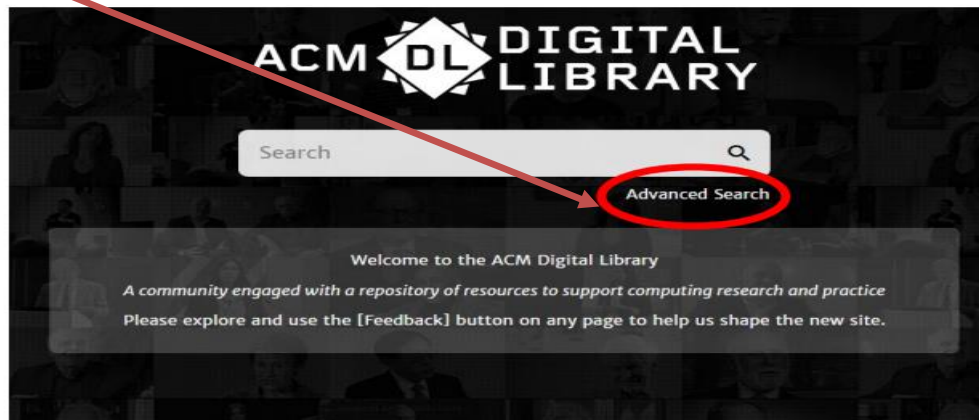 ACM DL DIGITAL LIBRARY
Search
Advanced Search
Welcome to the ACM Digital Library
A community engaged with a repository of resources to support computing research and practice
Please explore and use the [Feedback] button on any page to help us shape the new site.